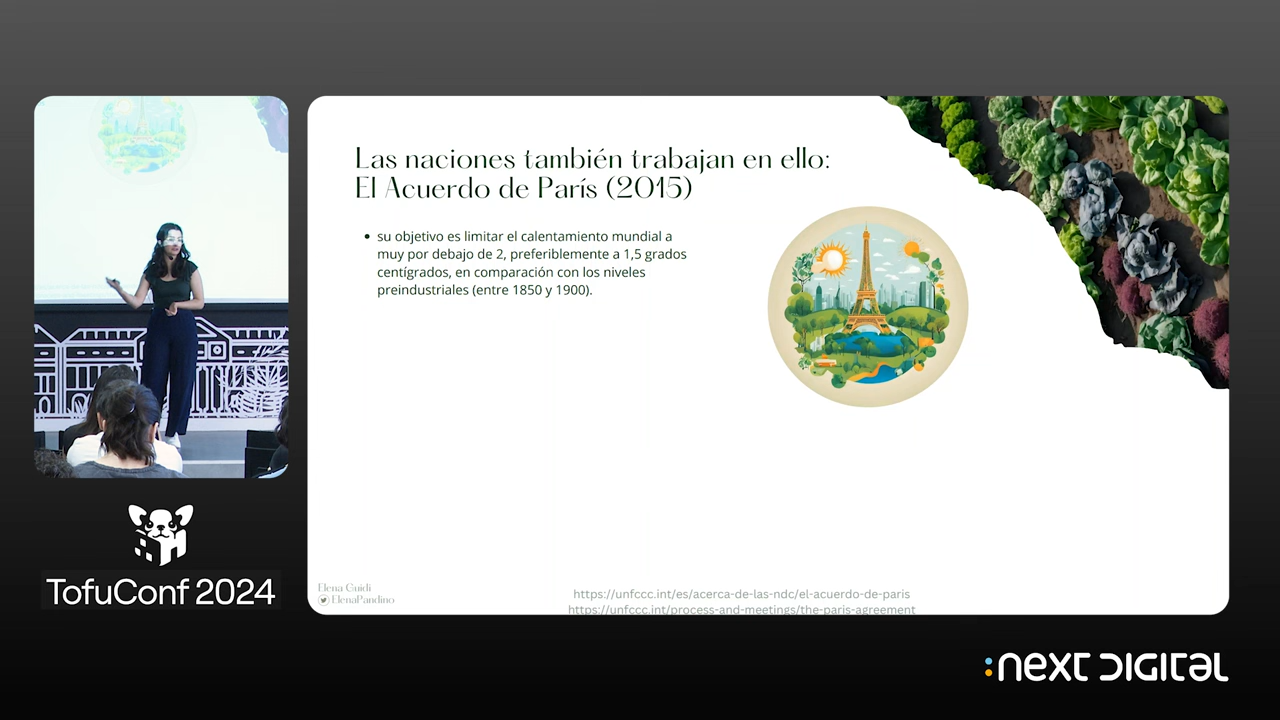 Las naciones también trabajan en ello:
El Acuerdo de París (2015)
• su objetivo es limitar el calentamiento mundial a
muy por debajo de 2, preferiblemente a 1,5 grados
centígrados, en comparación con los niveles
preindustriales (entre 1850 y 1900).
Elena Guidi
ElenaPandino
https://unfccc.int/es/acerca-de-las-ndc/el-acuerdo-de-paris
https://unfccc.int/process-and-meetings/the-paris-agreement
TofuConf 2024
:NEXT DIGITAL